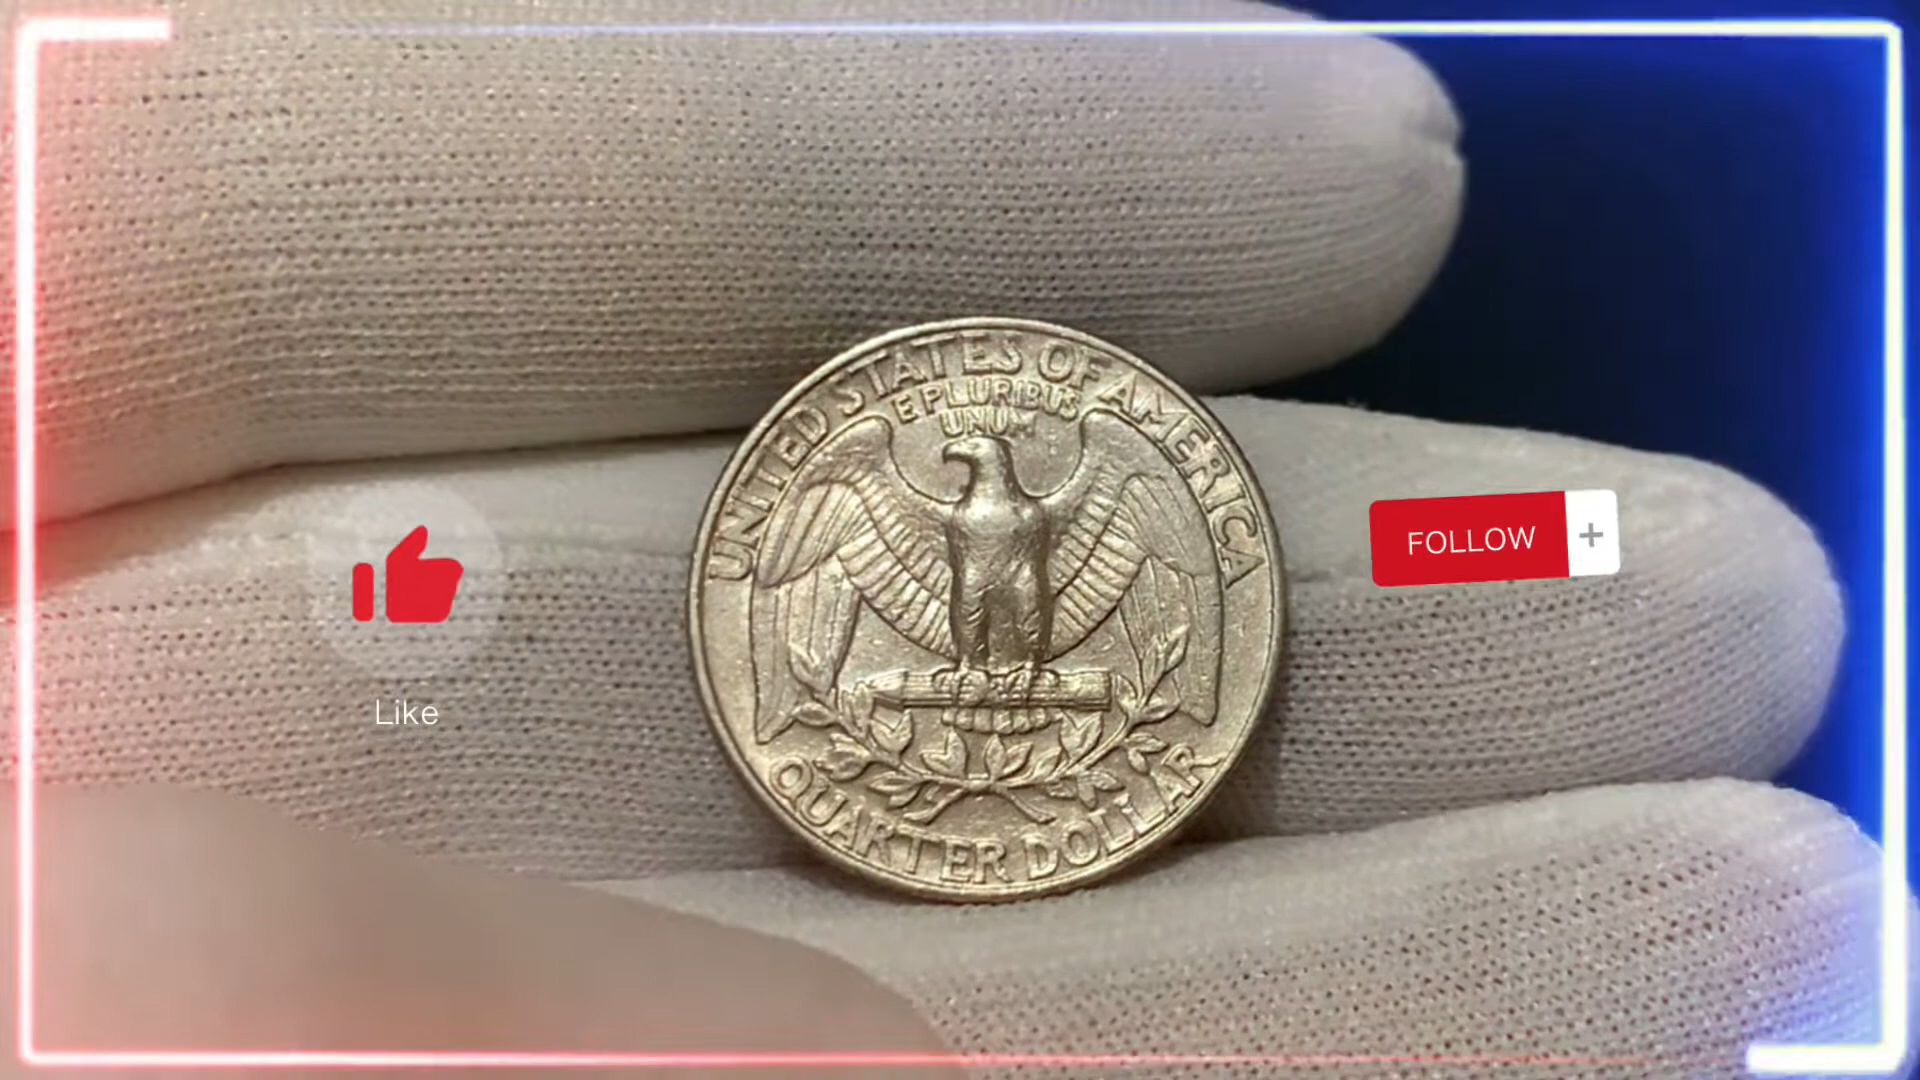 UNITED STATES OF AMERICA
E PLURIBUS
UNUM
FOLLOW +
Like
QUARTER DOLLAR